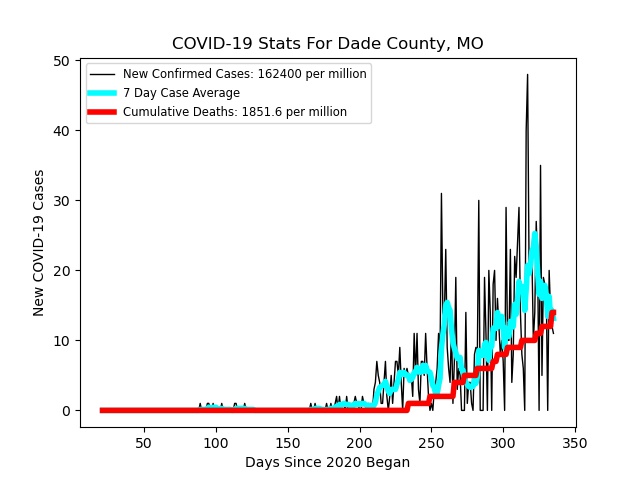 COVID-19 Stats For Dade County, MO
New Confirmed Cases: 162400 per million
7 Day Case Average
Cumulative Deaths: 1851.6 per million
New COVID-19 Cases
50
40
30
20
10
0
50 100 150 200 250 300 350
Days Since 2020 Began